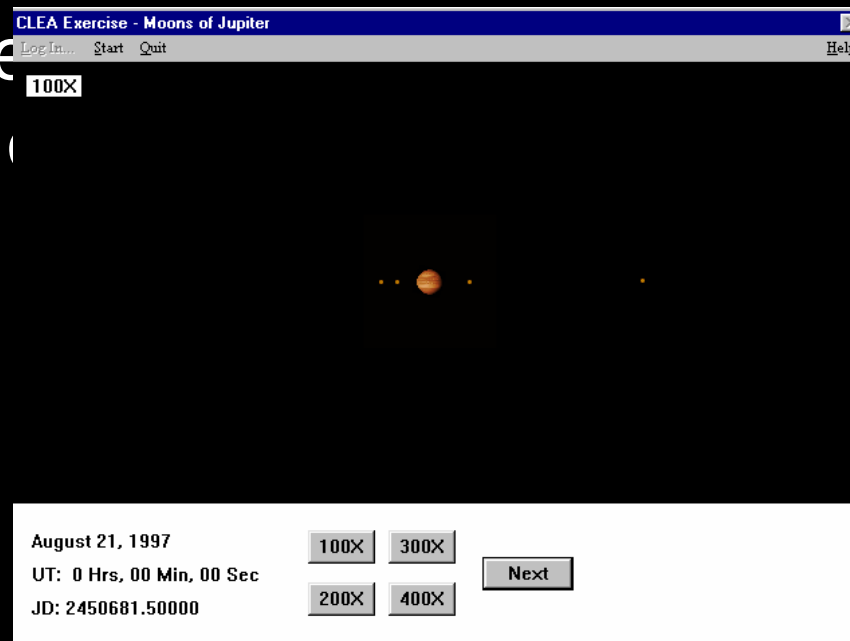 CLEA Exercise - Moons of Jupiter
Log In... Start Quit
100X
August 21, 1997
UT: 0 Hrs, 00 Min, 00 Sec
JD: 2450681.50000
100X 300X
200X 400X
Next